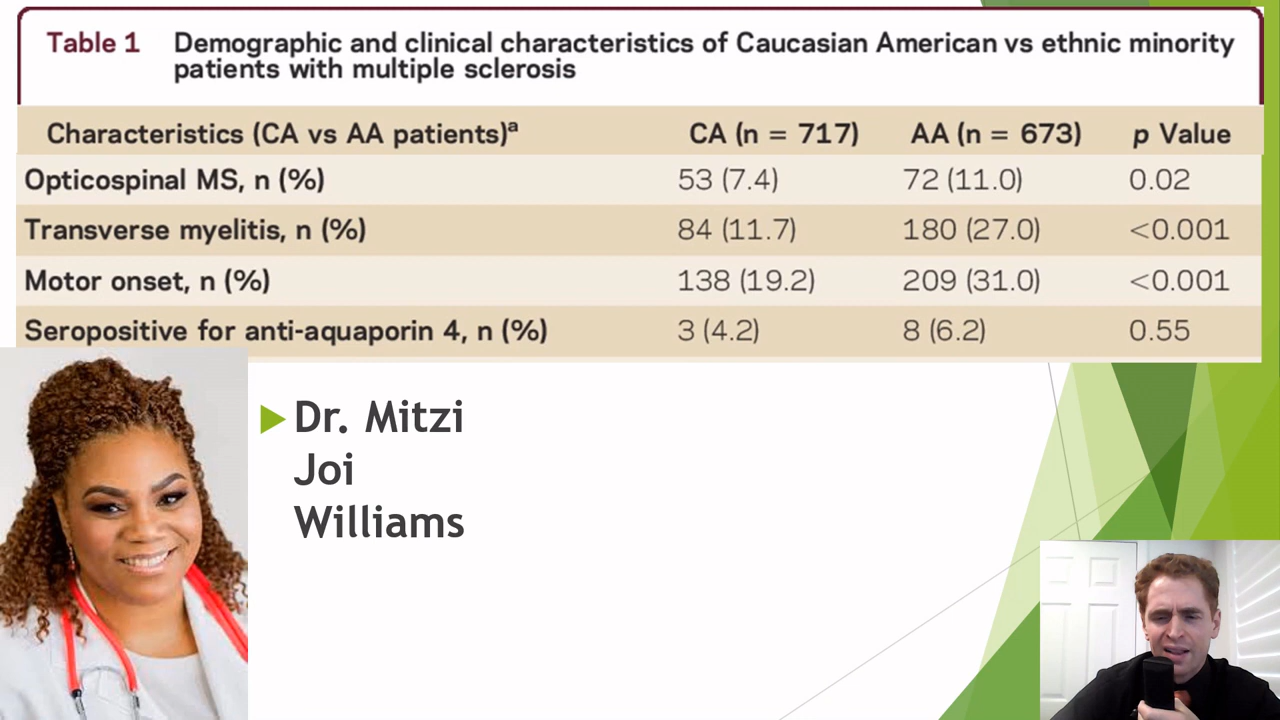 Table 1 Demographic and clinical characteristics of Caucasian American vs ethnic minority
patients with multiple sclerosis
Characteristics (CA vs AA patients)ᵃ CA (n = 717) AA (n = 673) p Value
Opticospinal MS, n (%) 53 (7.4) 72 (11.0) 0.02
Transverse myelitis, n (%) 84 (11.7) 180 (27.0) <0.001
Motor onset, n (%) 138 (19.2) 209 (31.0) <0.001
Seropositive for anti-aquaporin 4, n (%) 3 (4.2) 8 (6.2) 0.55
Dr. Mitzi
Joi
Williams